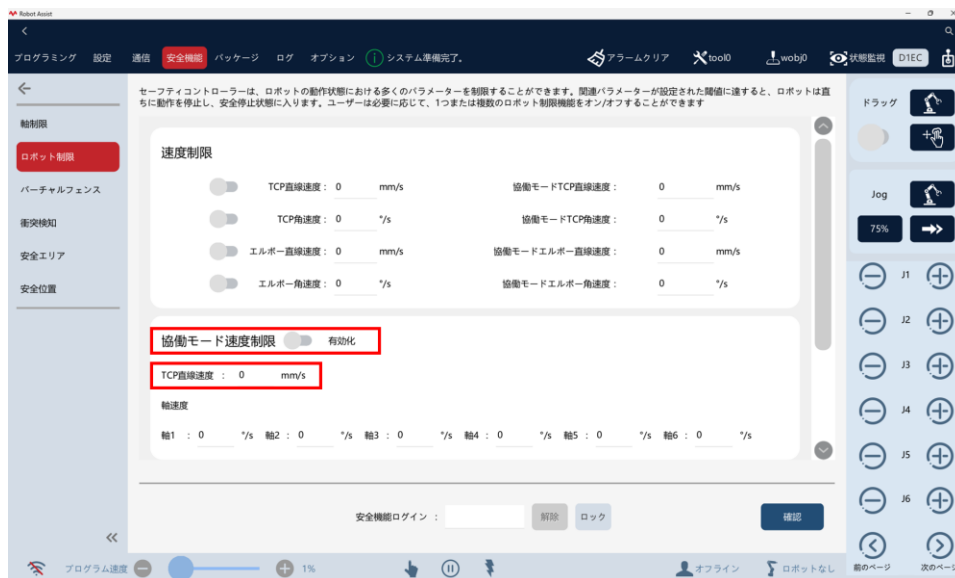 Robot Assist
プログラミング 設定 通信 安全機能 パッケージ ログ オプション システム準備完了。 アラームクリア tool0 wobj0 状態監視 D1EC
セーフティコントローラーは、ロボットの動作状態における多くのパラメーターを制限することができます。関連パラメーターが設定された閾値に達すると、ロボットは直
ちに動作を停止し、安全停止状態に入ります。ユーザーは必要に応じて、1つまたは複数のロボット制限機能をオン/オフすることができます
軸制限
ロボット制限
バーチャルフェンス
衝突検知
安全エリア
安全位置
速度制限
TCP直線速度： 0 mm/s 協働モードTCP直線速度： 0 mm/s
TCP角速度： 0 °/s 協働モードTCP角速度： 0 °/s
エルボー直線速度： 0 mm/s 協働モードエルボー直線速度： 0 mm/s
エルボー角速度： 0 °/s 協働モードエルボー角速度： 0 °/s
協働モード速度制限 有効化
TCP直線速度 ： 0 mm/s
軸速度
軸1 ：0 °/s 軸2：0 °/s 軸3：0 °/s 軸4：0 °/s 軸5：0 °/s 軸6：0 °/s
安全機能ログイン ： 解除 ロック 確認
ドラッグ
Jog
75%
J1
J2
J3
J4
J5
J6
前のページ 次のページ
プログラム速度 1% オフライン ロボットなし